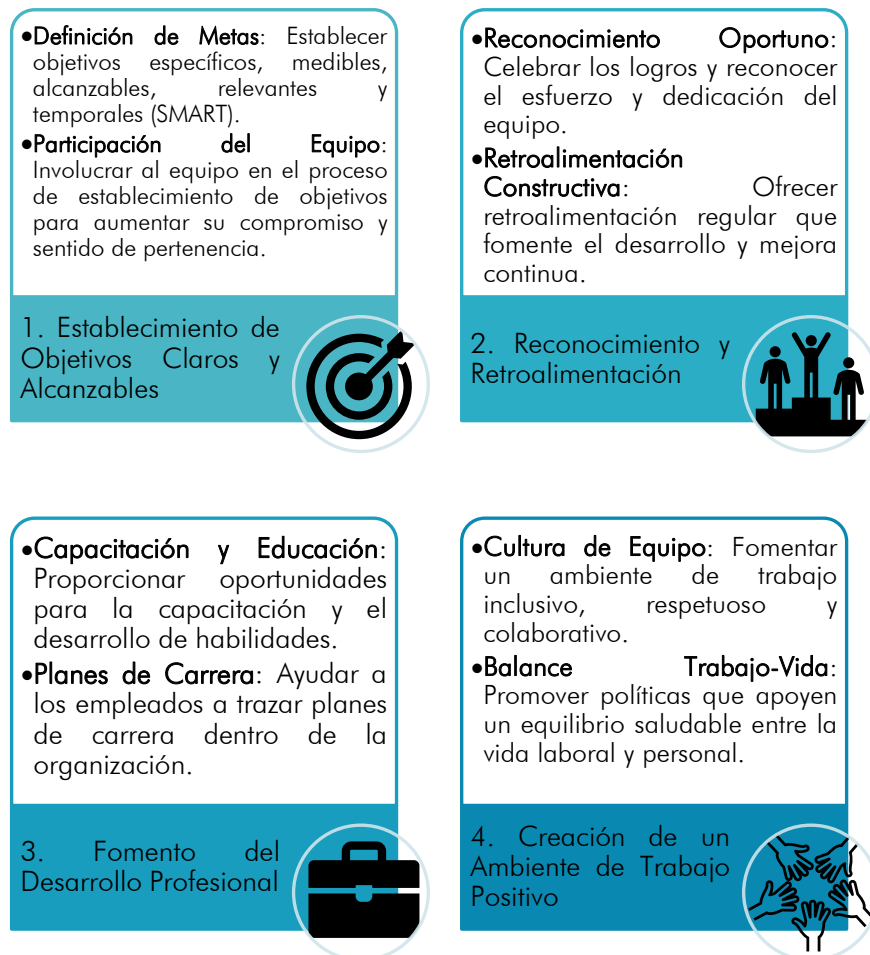 •Definición de Metas: Establecer
objetivos específicos, medibles,
alcanzables, relevantes y
temporales (SMART).
•Participación del Equipo:
Involucrar al equipo en el proceso
de establecimiento de objetivos
para aumentar su compromiso y
sentido de pertenencia.
1. Establecimiento de
Objetivos Claros y
Alcanzables
•Reconocimiento Oportuno:
Celebrar los logros y reconocer
el esfuerzo y dedicación del
equipo.
•Retroalimentación
Constructiva: Ofrecer
retroalimentación regular que
fomente el desarrollo y mejora
continua.
2. Reconocimiento y
Retroalimentación
•Capacitación y Educación:
Proporcionar oportunidades
para la capacitación y el
desarrollo de habilidades.
•Planes de Carrera: Ayudar a
los empleados a trazar planes
de carrera dentro de la
organización.
3. Fomento del
Desarrollo Profesional
•Cultura de Equipo: Fomentar
un ambiente de trabajo
inclusivo, respetuoso y
colaborativo.
•Balance Trabajo-Vida:
Promover políticas que apoyen
un equilibrio saludable entre la
vida laboral y personal.
4. Creación de un
Ambiente de Trabajo
Positivo